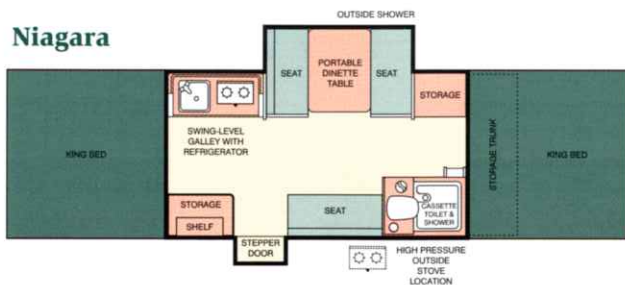 Niagara
OUTSIDE SHOWER
SEAT
PORTABLE
DINETTE
TABLE
SEAT
STORAGE
KING BED
SWING-LEVEL
GALLEY WITH
REFRIGERATOR
STORAGE TRUNK
KING BED
STORAGE
SHELF
SEAT
CASSETTE
TOILET &
SHOWER
STEPPER
DOOR
HIGH PRESSURE
OUTSIDE
STOVE
LOCATION